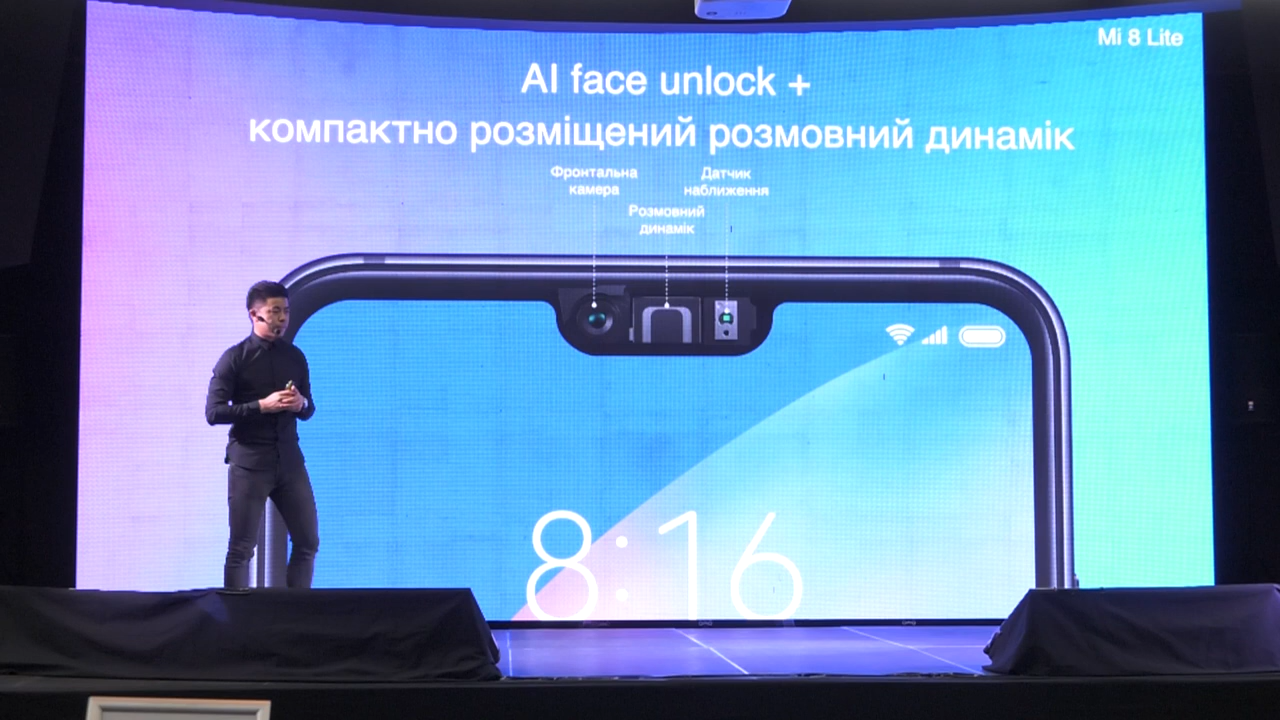 Mi 8 Lite
AI face unlock +
компактно розміщений розмовний динамік
Фронтальна
камера
Датчик
наближення
Розмовний
динамік
8:16